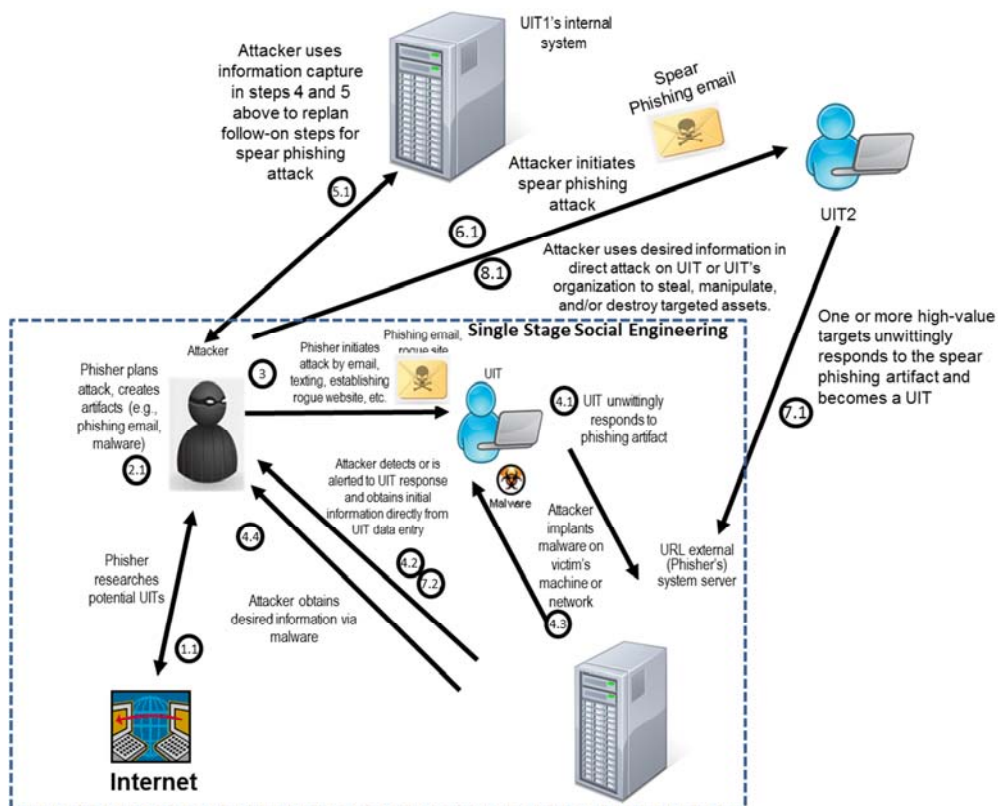 UIT1's internal
system
Attacker uses
information capture
in steps 4 and 5
above to replan
follow-on steps for
spear phishing
attack
5.1
Spear
Phishing email
Attacker initiates
spear phishing
attack
6.1
8.1
UIT2
Attacker uses desired information in
direct attack on UIT or UIT's
organization to steal, manipulate,
and/or destroy targeted assets.
One or more high-value
targets unwittingly
responds to the spear
phishing artifact and
becomes a UIT
7.1
Single Stage Social Engineering
Attacker
Phisher plans
attack, creates
artifacts (e.g.,
phishing email,
malware)
2.1
3
Phisher initiates
attack by email,
texting, establishing
rogue website, etc.
Phishing email,
rogue site
UIT
4.1
UIT unwittingly
responds to
phishing artifact
Malware
Attacker detects or is
alerted to UIT response
and obtains initial
information directly from
UIT data entry
4.2
7.2
4.4
Attacker obtains
desired information via
malware
Attacker
implants
malware on
victim's
machine or
network
4.3
URL external
(Phisher's)
system server
Phisher
researches
potential UITs
1.1
Internet